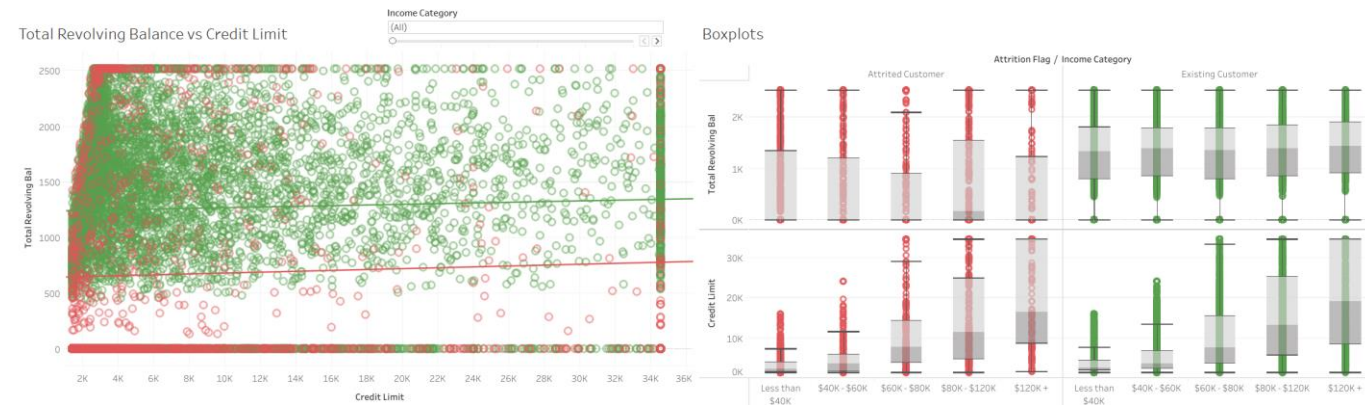 Income Category
(All)
Total Revolving Balance vs Credit Limit
Total Revolving Bal
2500
2000
1500
1000
500
0
2K 4K 6K 8K 10K 12K 14K 16K 18K 20K 22K 24K 26K 28K 30K 32K 34K 36K
Credit Limit
Boxplots
Attrition Flag / Income Category
Attrited Customer Existing Customer
Total Revolving Bal
2K
1K
0K
Credit Limit
30K
20K
10K
0K
Less than $40K - $60K $60K - $80K $80K - $120K $120K + Less than $40K - $60K $60K - $80K $80K - $120K $120K +
$40K $40K